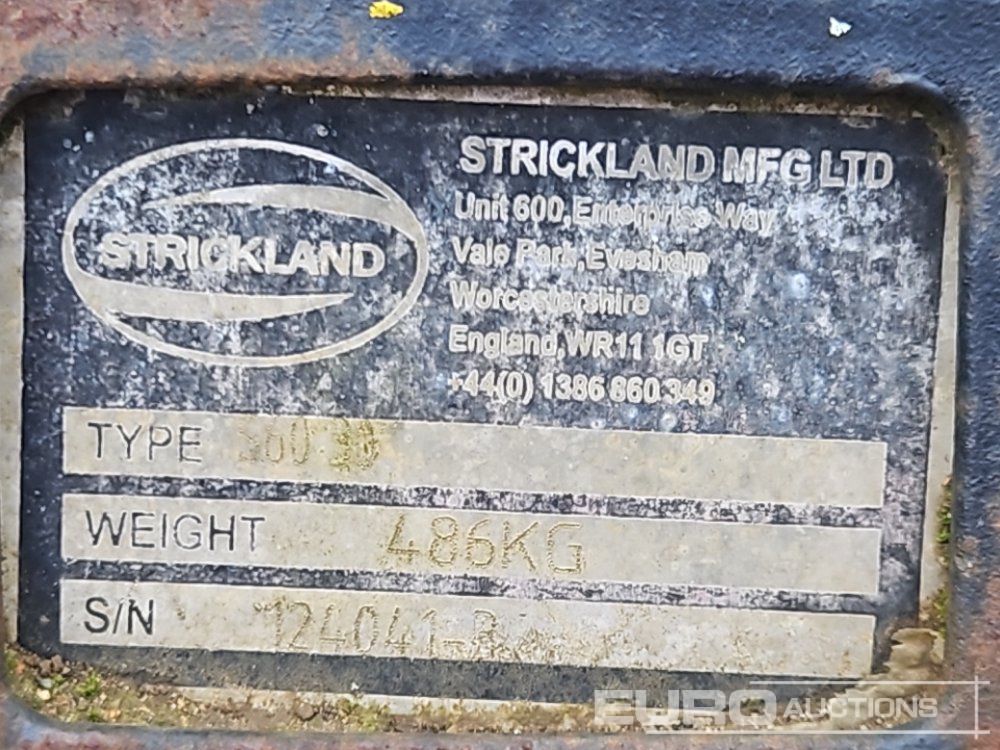 STRICKLAND
STRICKLAND MFG LTD
Unit 600, Enterprise Way
Vale Park, Evesham
Worcestershire
England, WR11 1GT
+44(0) 1386 860 349
TYPE
WEIGHT 486KG
S/N
EURO AUCTIONS